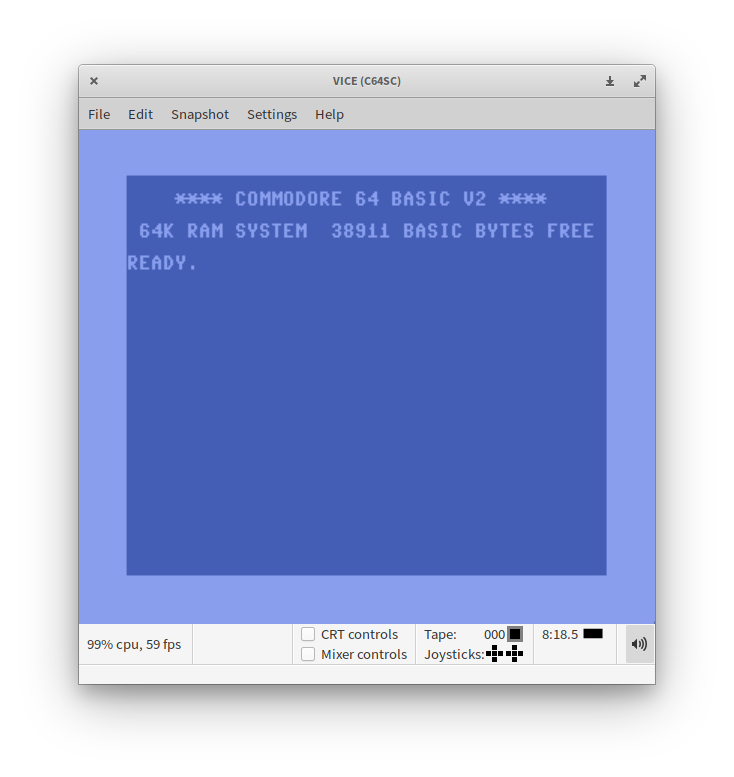 VICE (C64SC)
File Edit Snapshot Settings Help
**** COMMODORE 64 BASIC V2 ****
64K RAM SYSTEM  38911 BASIC BYTES FREE
READY.
99% cpu, 59 fps
CRT controls
Mixer controls
Tape: 000
Joysticks:
8:18.5